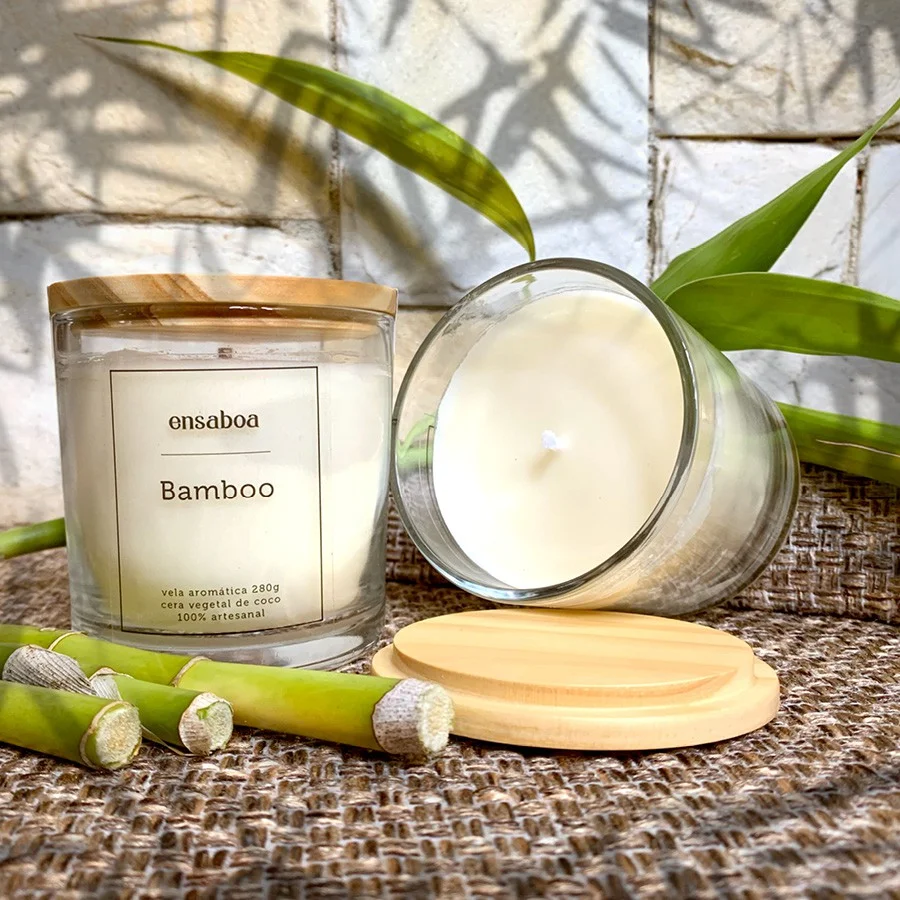 ensaboa
Bamboo
vela aromática 280g
cera vegetal de coco
100% artesanal